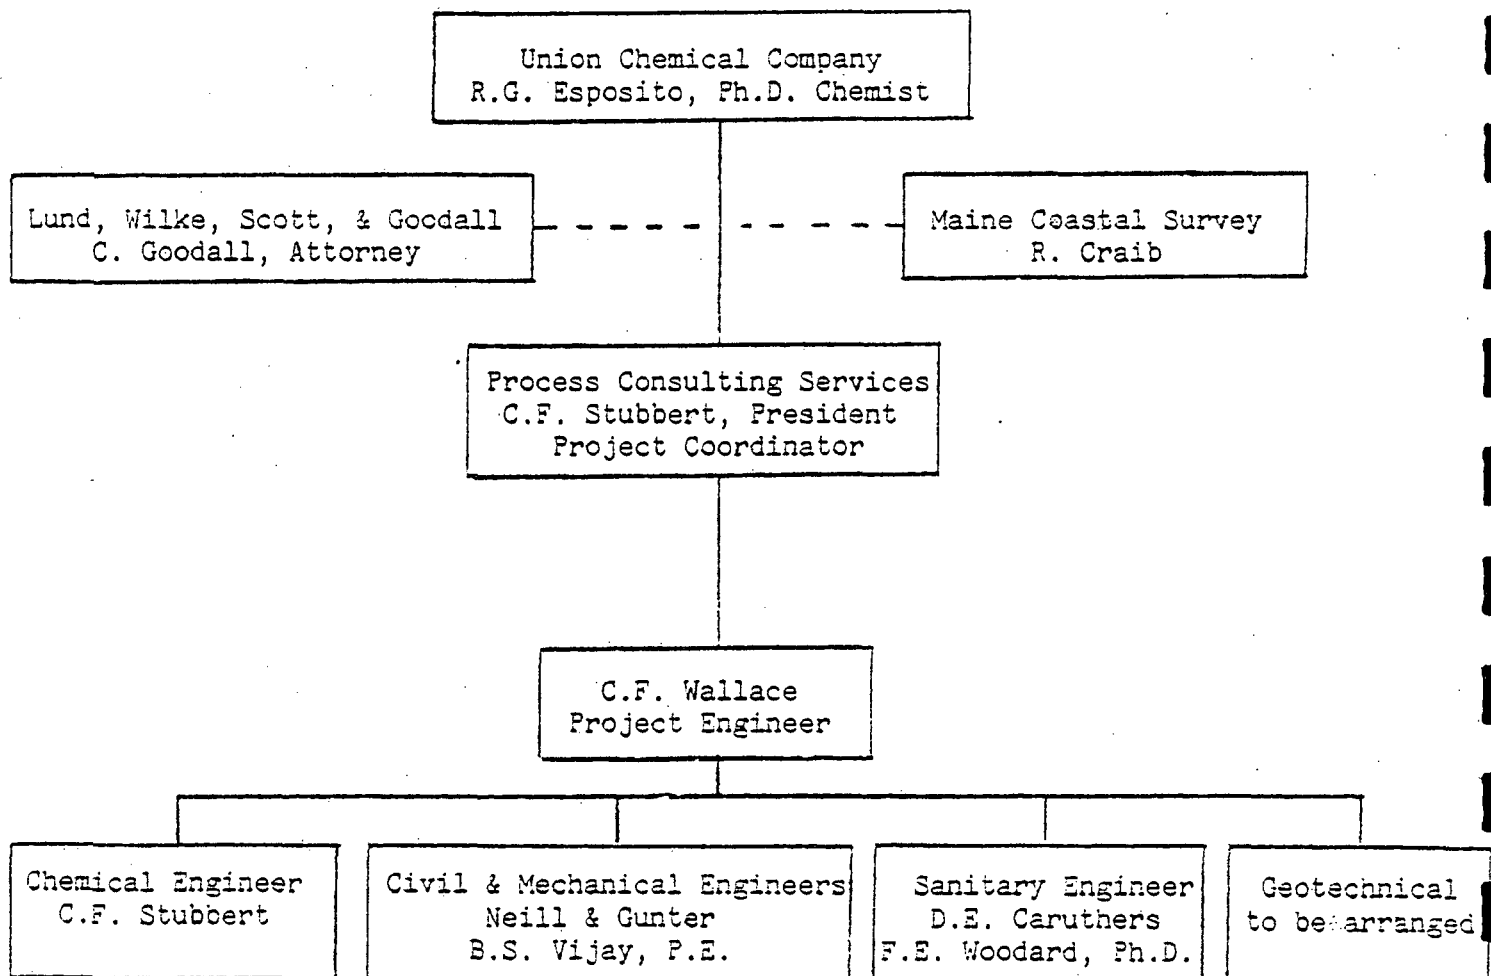 Union Chemical Company
R.G. Esposito, Ph.D. Chemist
Lund, Wilke, Scott, & Goodall
C. Goodall, Attorney
Maine Coastal Survey
R. Craib
Process Consulting Services
C.F. Stubbert, President
Project Coordinator
C.F. Wallace
Project Engineer
Chemical Engineer
C.F. Stubbert
Civil & Mechanical Engineers
Neill & Gunter
B.S. Vijay, P.E.
Sanitary Engineer
D.E. Caruthers
F.E. Woodard, Ph.D.
Geotechnical
to be arranged